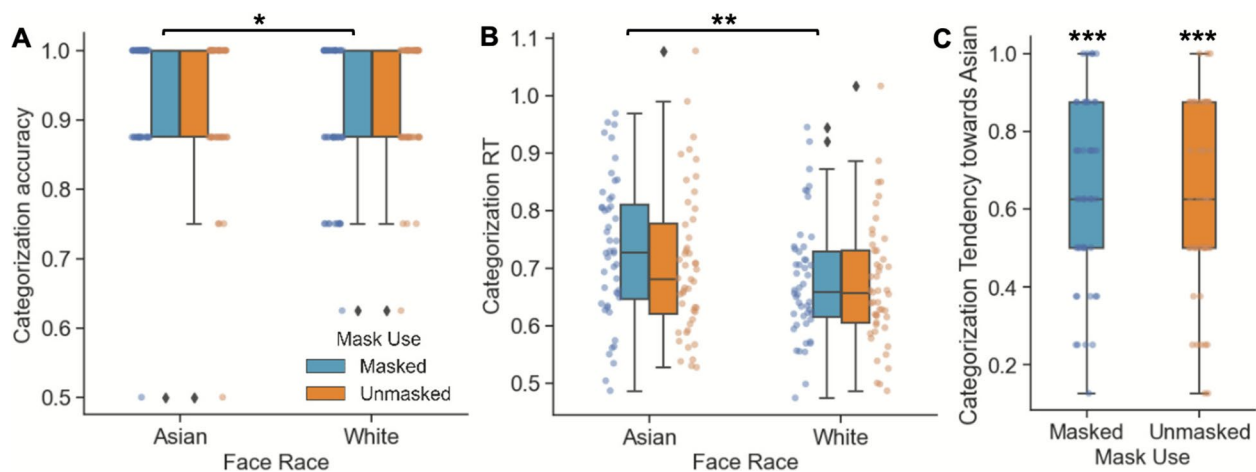 A
*
Categorization accuracy
1.0
0.9
0.8
0.7
0.6
0.5
Mask Use
Masked
Unmasked
Asian
White
Face Race
B
**
Categorization RT
1.1
1.0
0.9
0.8
0.7
0.6
0.5
Asian
White
Face Race
C
***
***
Categorization Tendency towards Asian
1.0
0.8
0.6
0.4
0.2
Masked
Unmasked
Mask Use